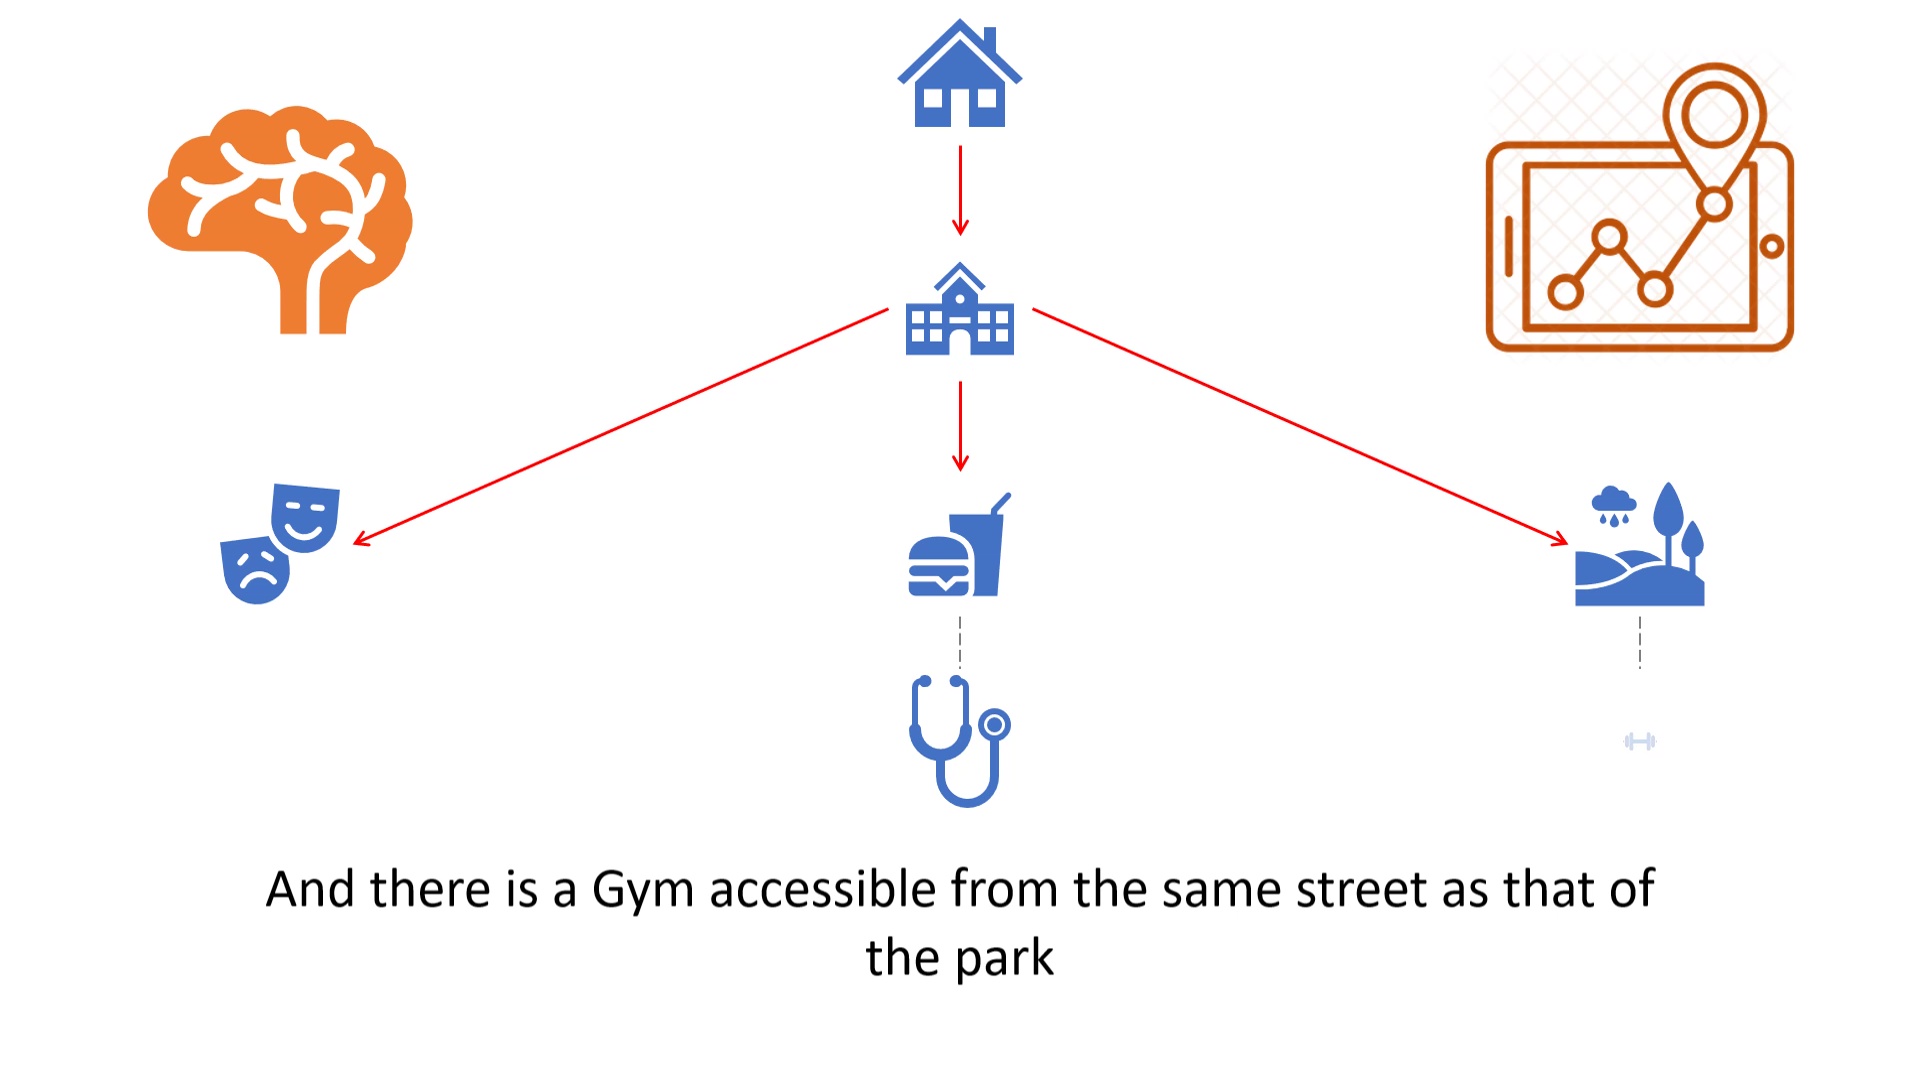 And there is a Gym accessible from the same street as that of
the park